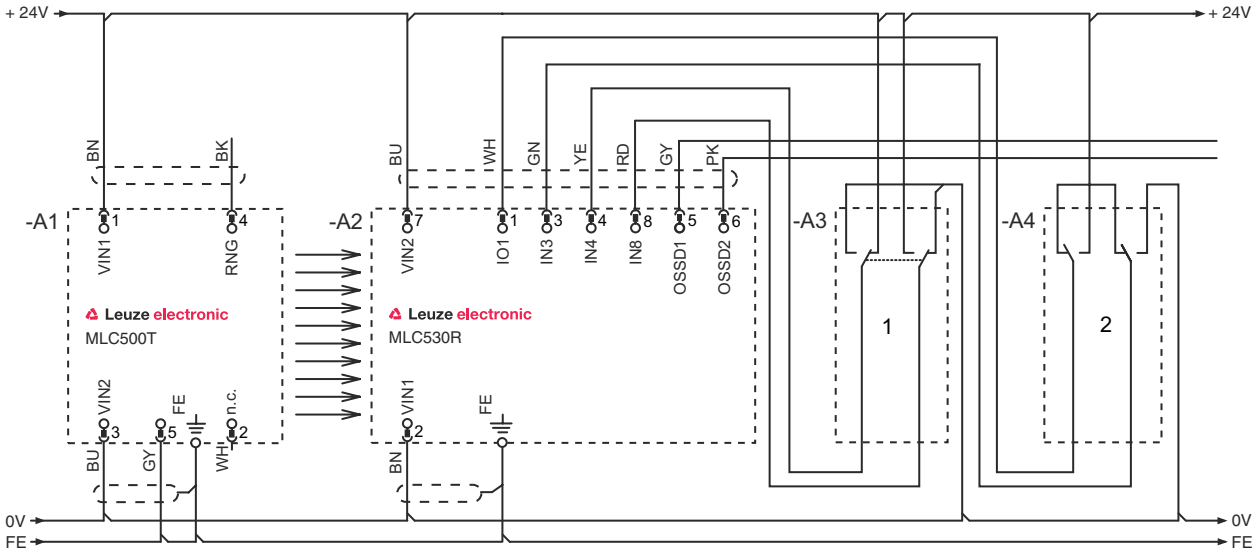 + 24V
+ 24V
BN
BK
BU
WH
GN
YE
RD
GY
PK
-A1
1
4
-A2
7
1
3
4
8
5
6
-A3
-A4
VIN1
RNG
VIN2
IO1
IN3
IN4
IN8
OSSD1
OSSD2
Leuze electronic
MLC500T
Leuze electronic
MLC530R
1
2
VIN2
FE
n.c.
VIN1
FE
3
5
2
2
BU
GY
WH
BN
0V
0V
FE
FE